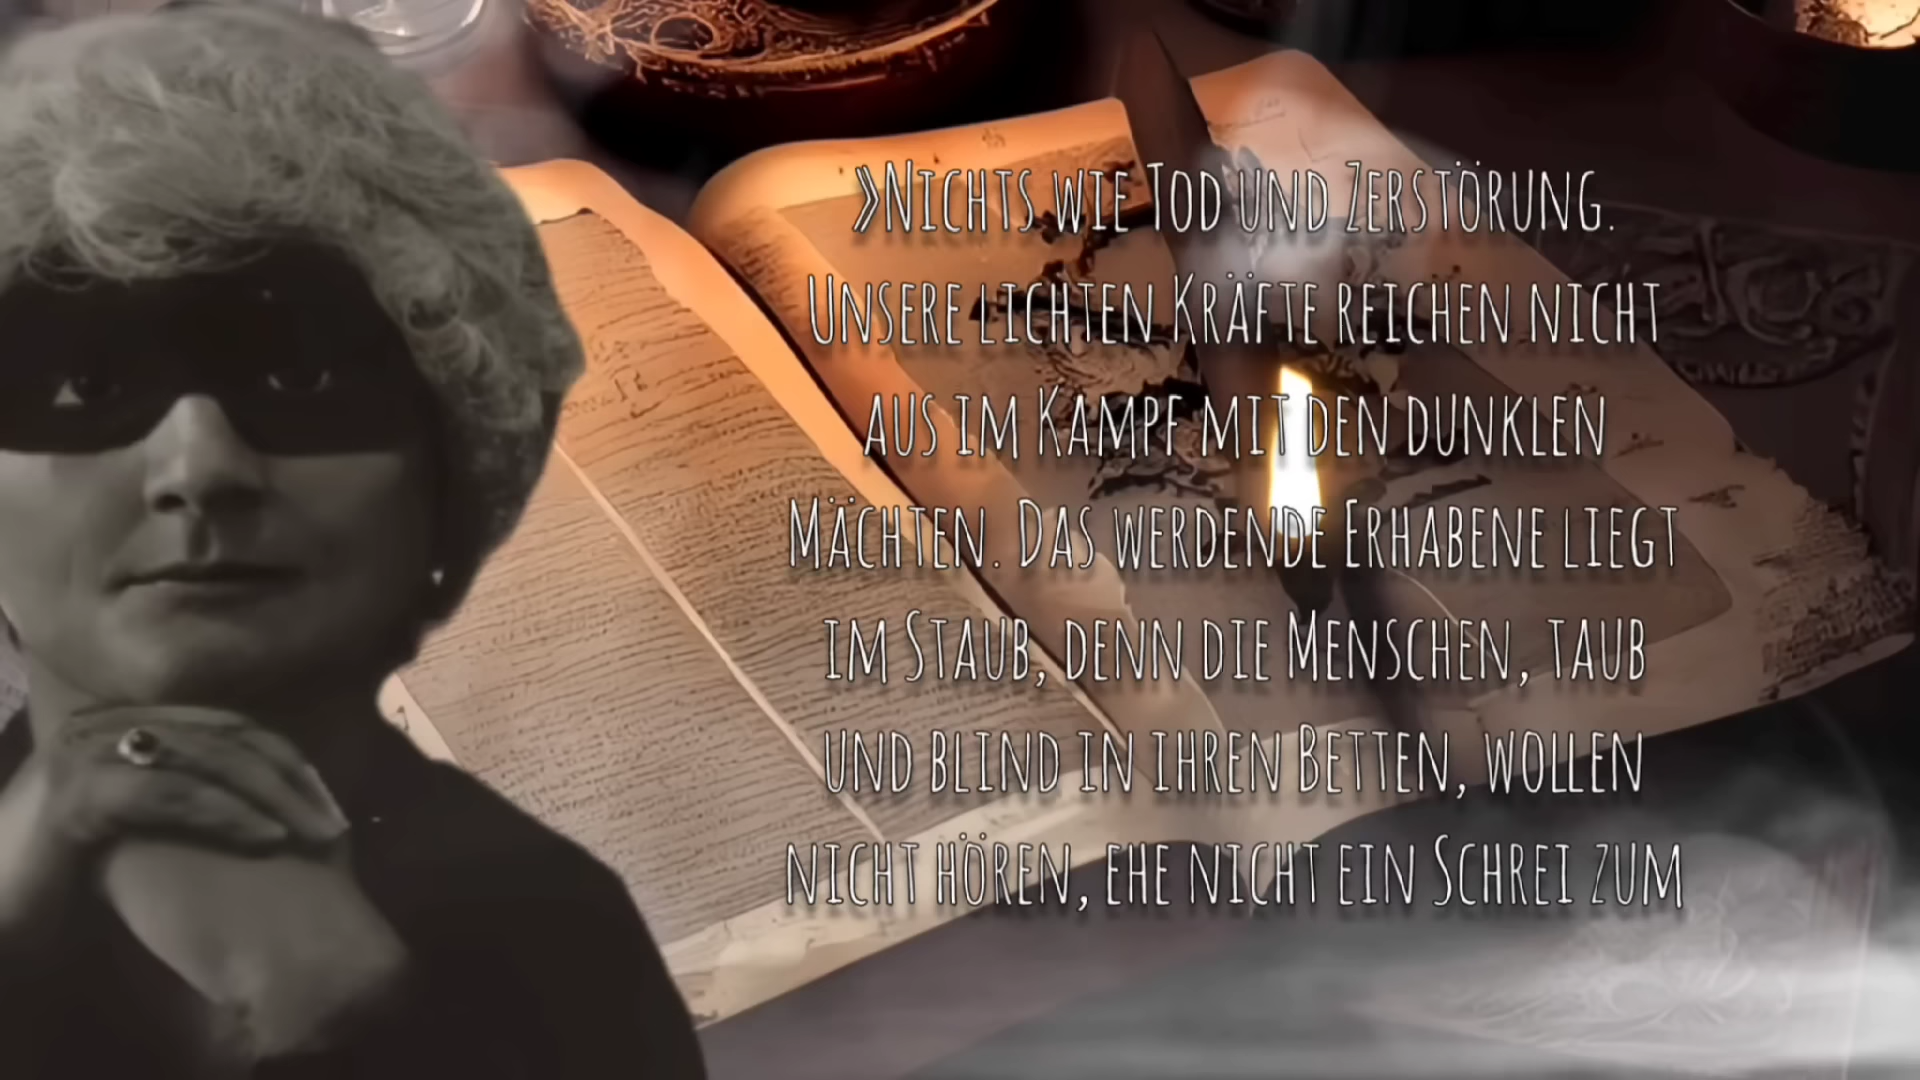 »Nichts wie Tod und Zerstörung.
Unsere lichten Kräfte reichen nicht
aus im Kampf mit den dunklen
Mächten. Das werdende Erhabene liegt
im Staub, denn die Menschen, taub
und blind in ihren Betten, wollen
nicht hören, ehe nicht ein Schrei zum